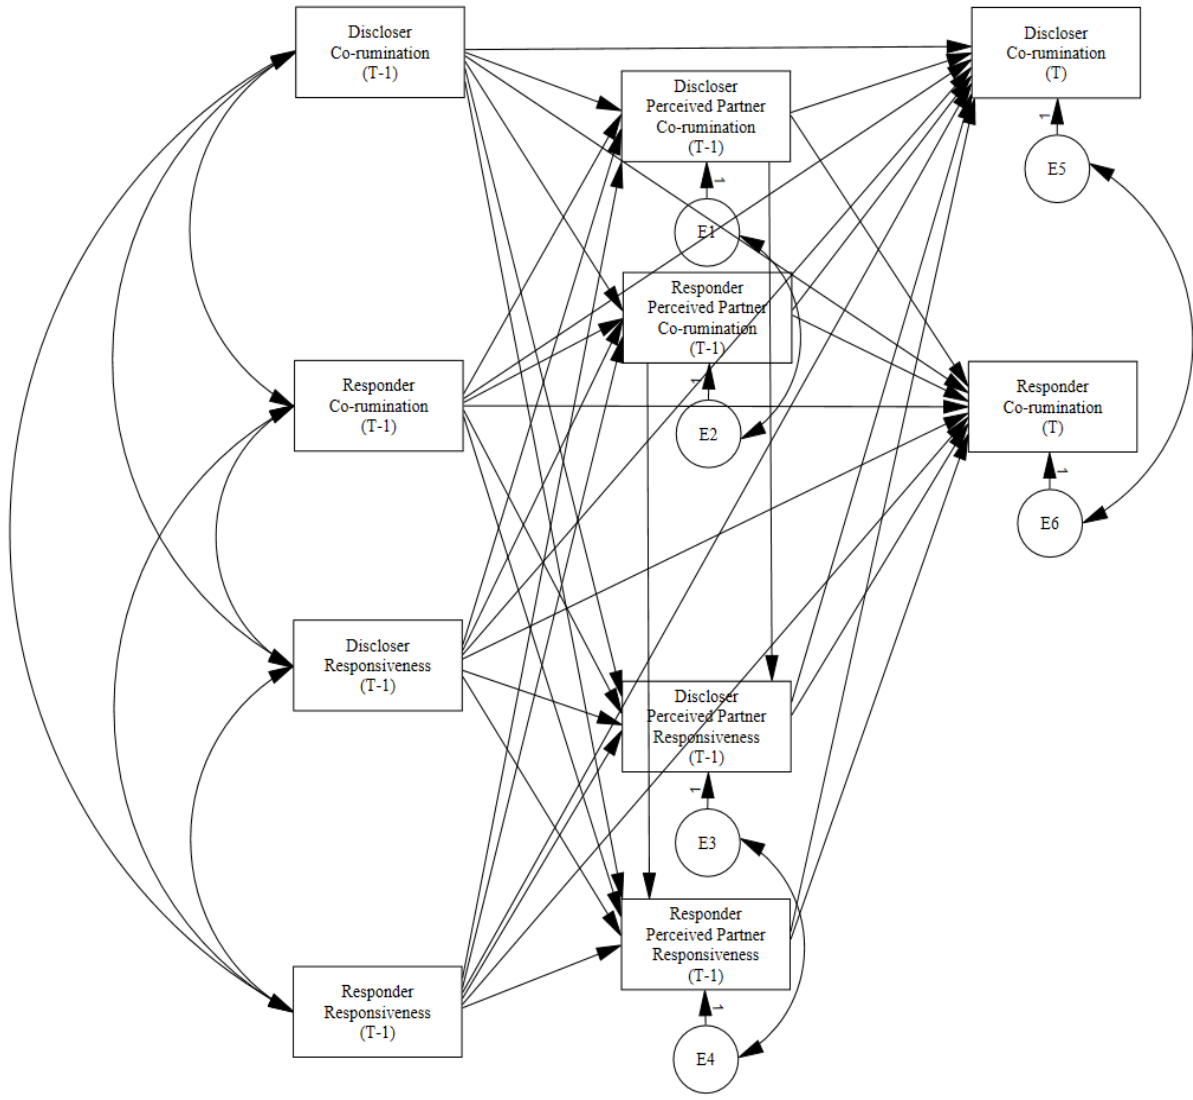 Discloser
Co-rumination
(T-1)
Discloser
Co-rumination
(T)
Discloser
Perceived Partner
Co-rumination
(T-1)
1
E5
1
E1
Responder
Perceived Partner
Co-rumination
(T-1)
1
E2
Responder
Co-rumination
(T-1)
Responder
Co-rumination
(T)
1
E6
Discloser
Responsiveness
(T-1)
Discloser
Perceived Partner
Responsiveness
(T-1)
1
E3
Responder
Perceived Partner
Responsiveness
(T-1)
1
E4
Responder
Responsiveness
(T-1)